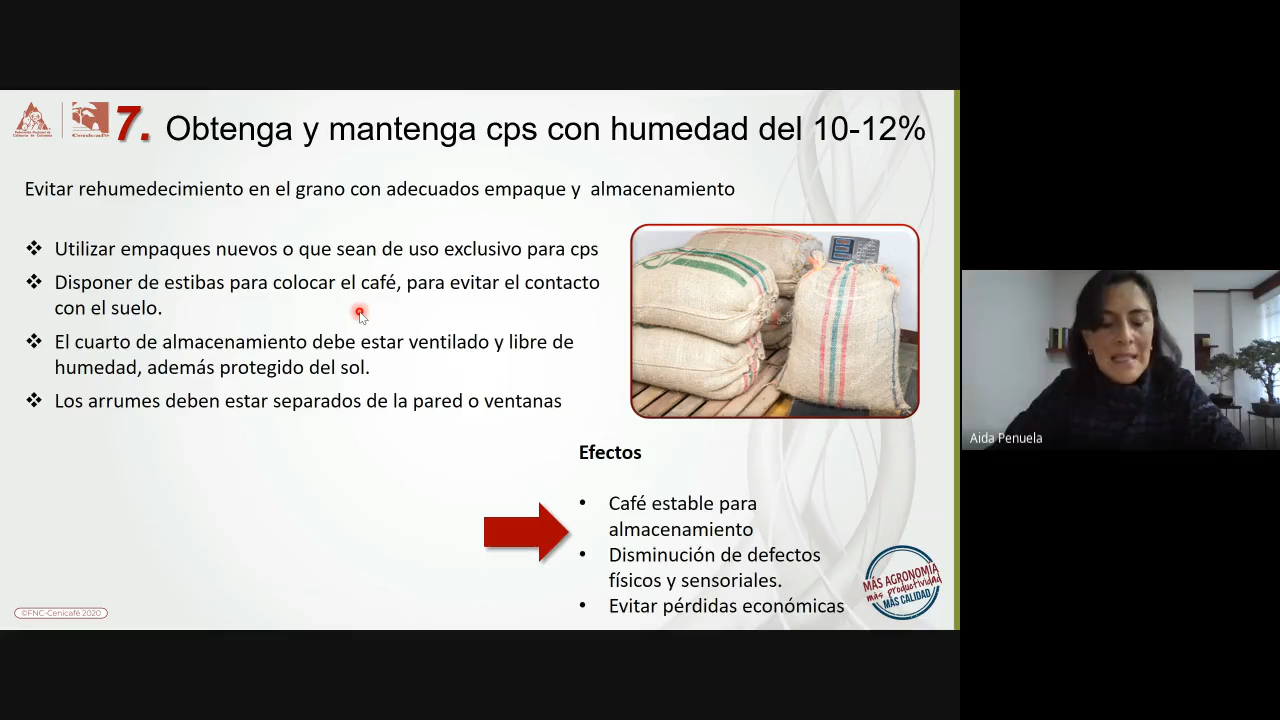 7. Obtenga y mantenga cps con humedad del 10-12%
Cenicafé
Evitar rehumedecimiento en el grano con adecuados empaque y almacenamiento
❖ Utilizar empaques nuevos o que sean de uso exclusivo para cps
❖ Disponer de estibas para colocar el café, para evitar el contacto
con el suelo.
❖ El cuarto de almacenamiento debe estar ventilado y libre de
humedad, además protegido del sol.
❖ Los arrumes deben estar separados de la pared o ventanas
Efectos
• Café estable para
almacenamiento
• Disminución de defectos
físicos y sensoriales.
• Evitar pérdidas económicas
MÁS AGRONOMÍA
más productividad
MÁS CALIDAD
©FNC-Cenicafé 2020
Aida Penuela